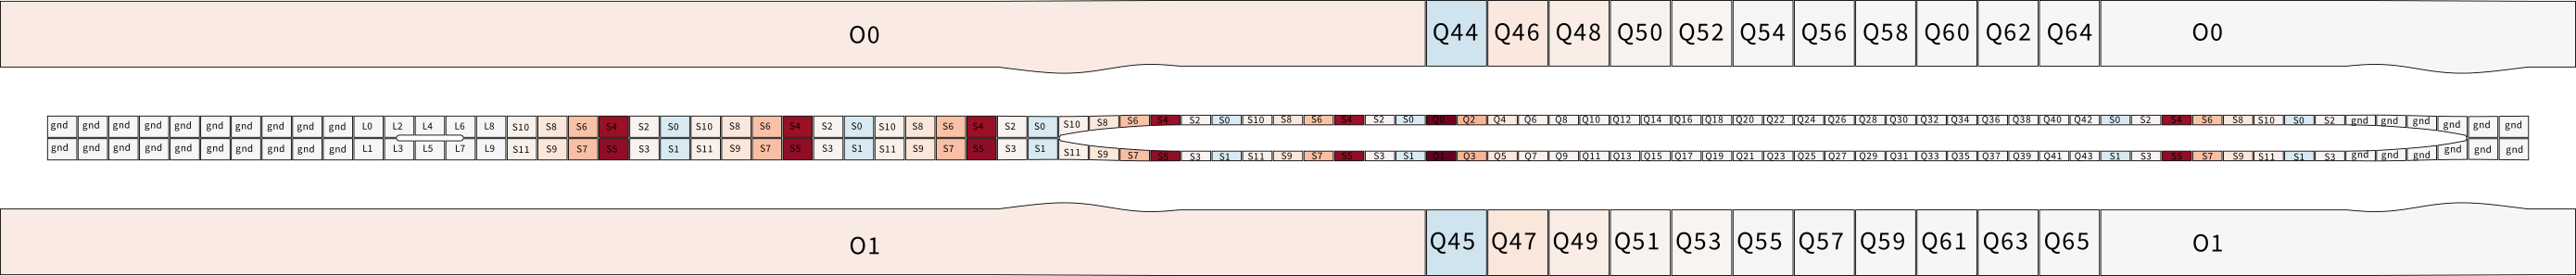 O0 Q44 Q46 Q48 Q50 Q52 Q54 Q56 Q58 Q60 Q62 Q64 O0
gnd gnd gnd gnd gnd gnd gnd gnd gnd gnd L0 L2 L4 L6 L8 S10 S8 S6 S4 S2 S0 S10 S8 S6 S4 S2 S0 S10 S8 S6 S4 S2 S0 S10 S8 S6 S4 S2 S0 S10 S8 S6 S4 S2 S0 Q0 Q2 Q4 Q6 Q8 Q10 Q12 Q14 Q16 Q18 Q20 Q22 Q24 Q26 Q28 Q30 Q32 Q34 Q36 Q38 Q40 Q42 S0 S2 S4 S6 S8 S10 S0 S2 gnd gnd gnd gnd gnd gnd
gnd gnd gnd gnd gnd gnd gnd gnd gnd gnd L1 L3 L5 L7 L9 S11 S9 S7 S5 S3 S1 S11 S9 S7 S5 S3 S1 S11 S9 S7 S5 S3 S1 S11 S9 S7 S5 S3 S1 S11 S9 S7 S5 S3 S1 Q1 Q3 Q5 Q7 Q9 Q11 Q13 Q15 Q17 Q19 Q21 Q23 Q25 Q27 Q29 Q31 Q33 Q35 Q37 Q39 Q41 Q43 S1 S3 S5 S7 S9 S11 S1 S3 gnd gnd gnd gnd gnd gnd
O1 Q45 Q47 Q49 Q51 Q53 Q55 Q57 Q59 Q61 Q63 Q65 O1